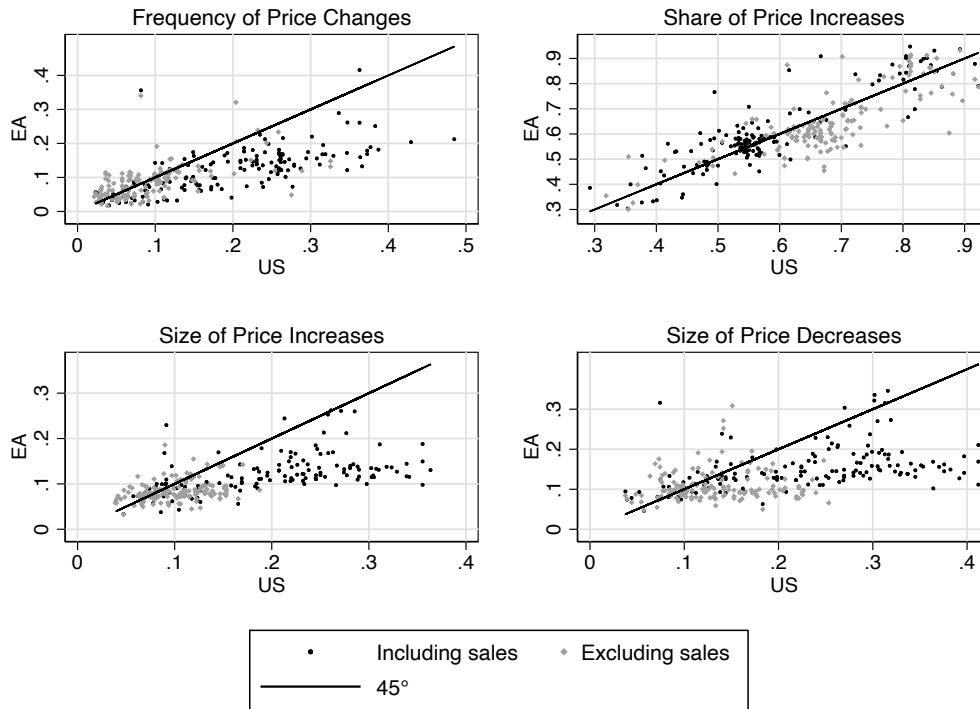 Frequency of Price Changes
EA
0 .1 .2 .3 .4
0 .1 .2 .3 .4 .5
US
Share of Price Increases
EA
.3 .4 .5 .6 .7 .8 .9
.3 .4 .5 .6 .7 .8 .9
US
Size of Price Increases
EA
0 .1 .2 .3
0 .1 .2 .3 .4
US
Size of Price Decreases
EA
0 .1 .2 .3
0 .1 .2 .3 .4
US
Including sales
Excluding sales
45°